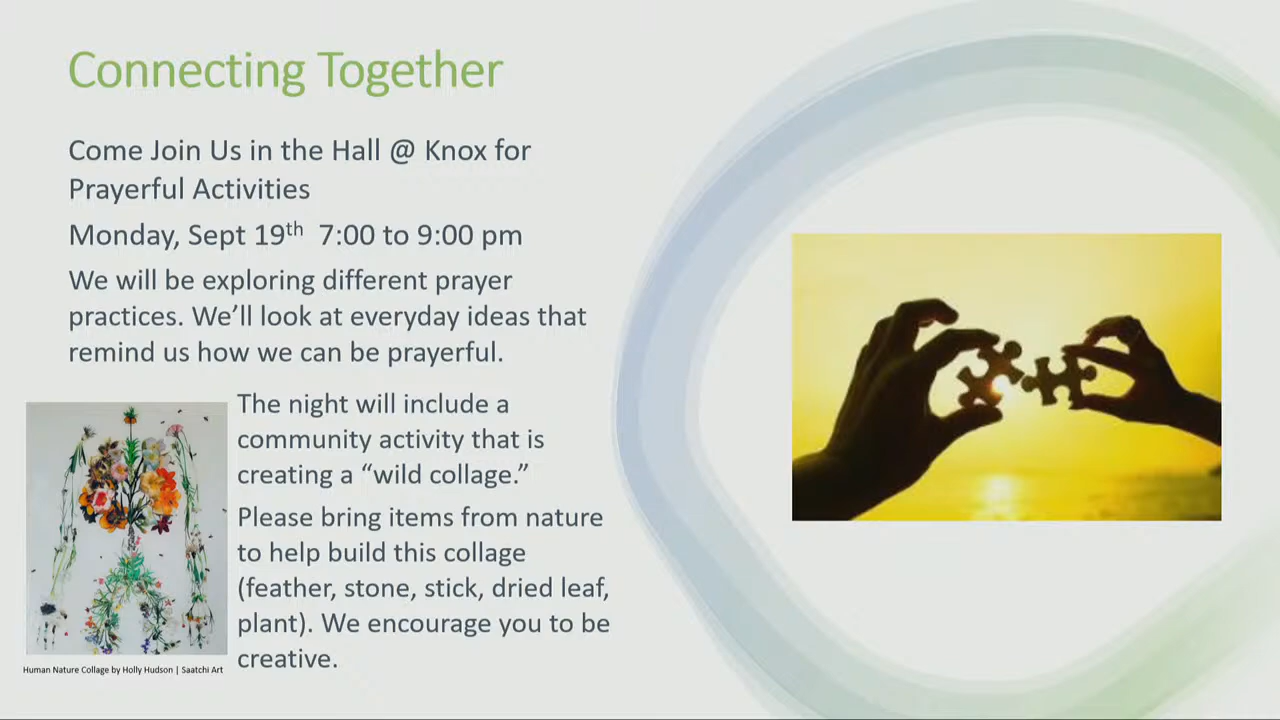 Connecting Together
Come Join Us in the Hall @ Knox for
Prayerful Activities
Monday, Sept 19th 7:00 to 9:00 pm
We will be exploring different prayer
practices. We’ll look at everyday ideas that
remind us how we can be prayerful.
The night will include a
community activity that is
creating a “wild collage.”
Please bring items from nature
to help build this collage
(feather, stone, stick, dried leaf,
plant). We encourage you to be
creative.
Human Nature Collage by Holly Hudson | Saatchi Art